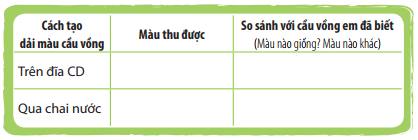 Cách tạo
dải màu cầu vồng
Màu thu được
So sánh với cầu vồng em đã biết
(Màu nào giống? Màu nào khác)
Trên đĩa CD
Qua chai nước